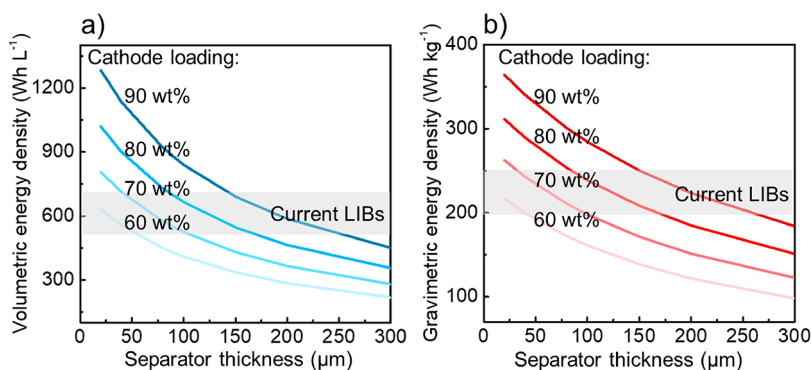 a)
Cathode loading:
90 wt%
80 wt%
70 wt%
60 wt%
Current LIBs
Volumetric energy density (Wh L⁻¹)
1200
900
600
300
0
50
100
150
200
250
300
Separator thickness (µm)
b)
Cathode loading:
90 wt%
80 wt%
70 wt%
60 wt%
Current LIBs
Gravimetric energy density (Wh kg⁻¹)
400
300
200
100
0
50
100
150
200
250
300
Separator thickness (µm)